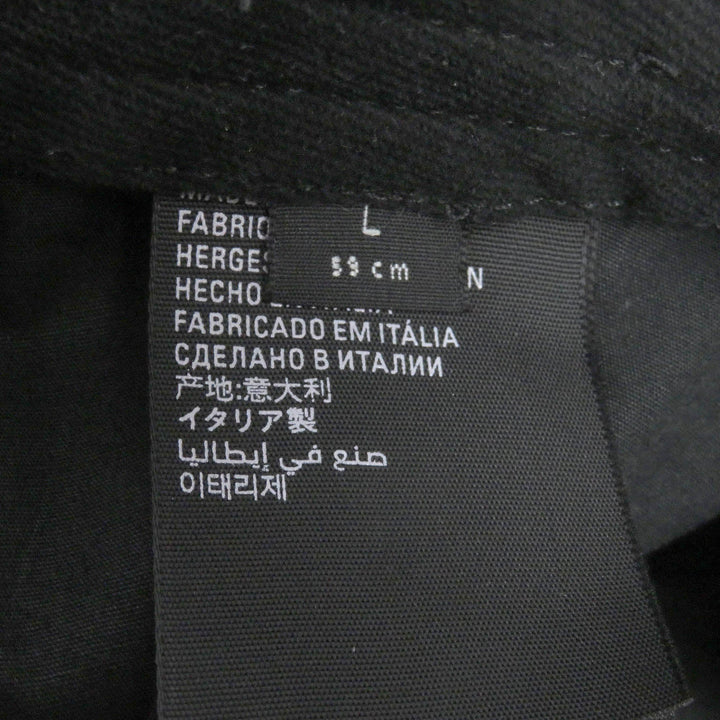 L
59 cm
FABRICADO EM ITÁLIA
СДЕЛАНО В ИТАЛИИ
产地:意大利
イタリア製
صنع في إيطاليا
이태리제
HECHO